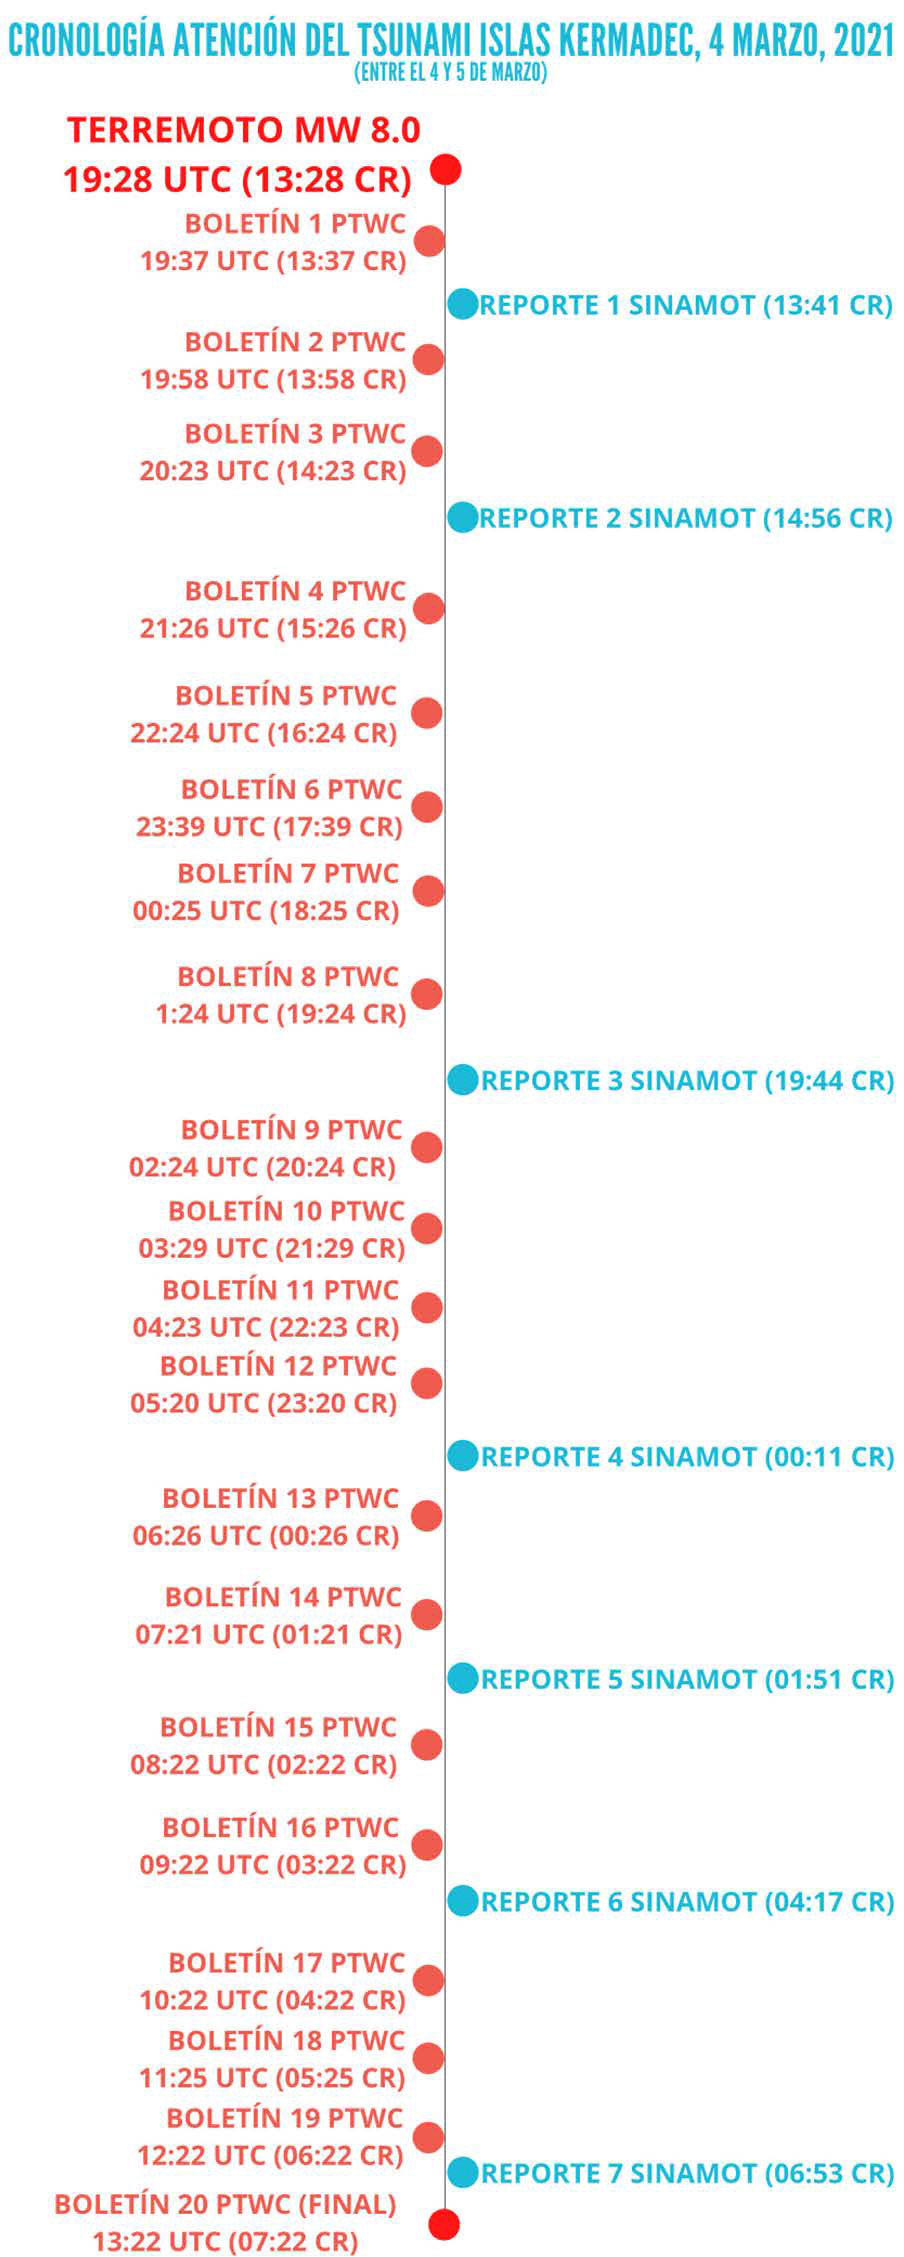 CRONOLOGÍA ATENCIÓN DEL TSUNAMI ISLAS KERMADEC, 4 MARZO, 2021
(ENTRE EL 4 Y 5 DE MARZO)
TERREMOTO MW 8.0
19:28 UTC (13:28 CR)
BOLETÍN 1 PTWC
19:37 UTC (13:37 CR)
REPORTE 1 SINAMOT (13:41 CR)
BOLETÍN 2 PTWC
19:58 UTC (13:58 CR)
BOLETÍN 3 PTWC
20:23 UTC (14:23 CR)
REPORTE 2 SINAMOT (14:56 CR)
BOLETÍN 4 PTWC
21:26 UTC (15:26 CR)
BOLETÍN 5 PTWC
22:24 UTC (16:24 CR)
BOLETÍN 6 PTWC
23:39 UTC (17:39 CR)
BOLETÍN 7 PTWC
00:25 UTC (18:25 CR)
BOLETÍN 8 PTWC
1:24 UTC (19:24 CR)
REPORTE 3 SINAMOT (19:44 CR)
BOLETÍN 9 PTWC
02:24 UTC (20:24 CR)
BOLETÍN 10 PTWC
03:29 UTC (21:29 CR)
BOLETÍN 11 PTWC
04:23 UTC (22:23 CR)
BOLETÍN 12 PTWC
05:20 UTC (23:20 CR)
REPORTE 4 SINAMOT (00:11 CR)
BOLETÍN 13 PTWC
06:26 UTC (00:26 CR)
BOLETÍN 14 PTWC
07:21 UTC (01:21 CR)
REPORTE 5 SINAMOT (01:51 CR)
BOLETÍN 15 PTWC
08:22 UTC (02:22 CR)
BOLETÍN 16 PTWC
09:22 UTC (03:22 CR)
REPORTE 6 SINAMOT (04:17 CR)
BOLETÍN 17 PTWC
10:22 UTC (04:22 CR)
BOLETÍN 18 PTWC
11:25 UTC (05:25 CR)
BOLETÍN 19 PTWC
12:22 UTC (06:22 CR)
REPORTE 7 SINAMOT (06:53 CR)
BOLETÍN 20 PTWC (FINAL)
13:22 UTC (07:22 CR)